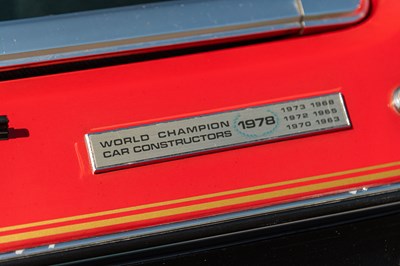 WORLD CHAMPION
CAR CONSTRUCTORS
1978
1973 1968
1972 1965
1970 1963